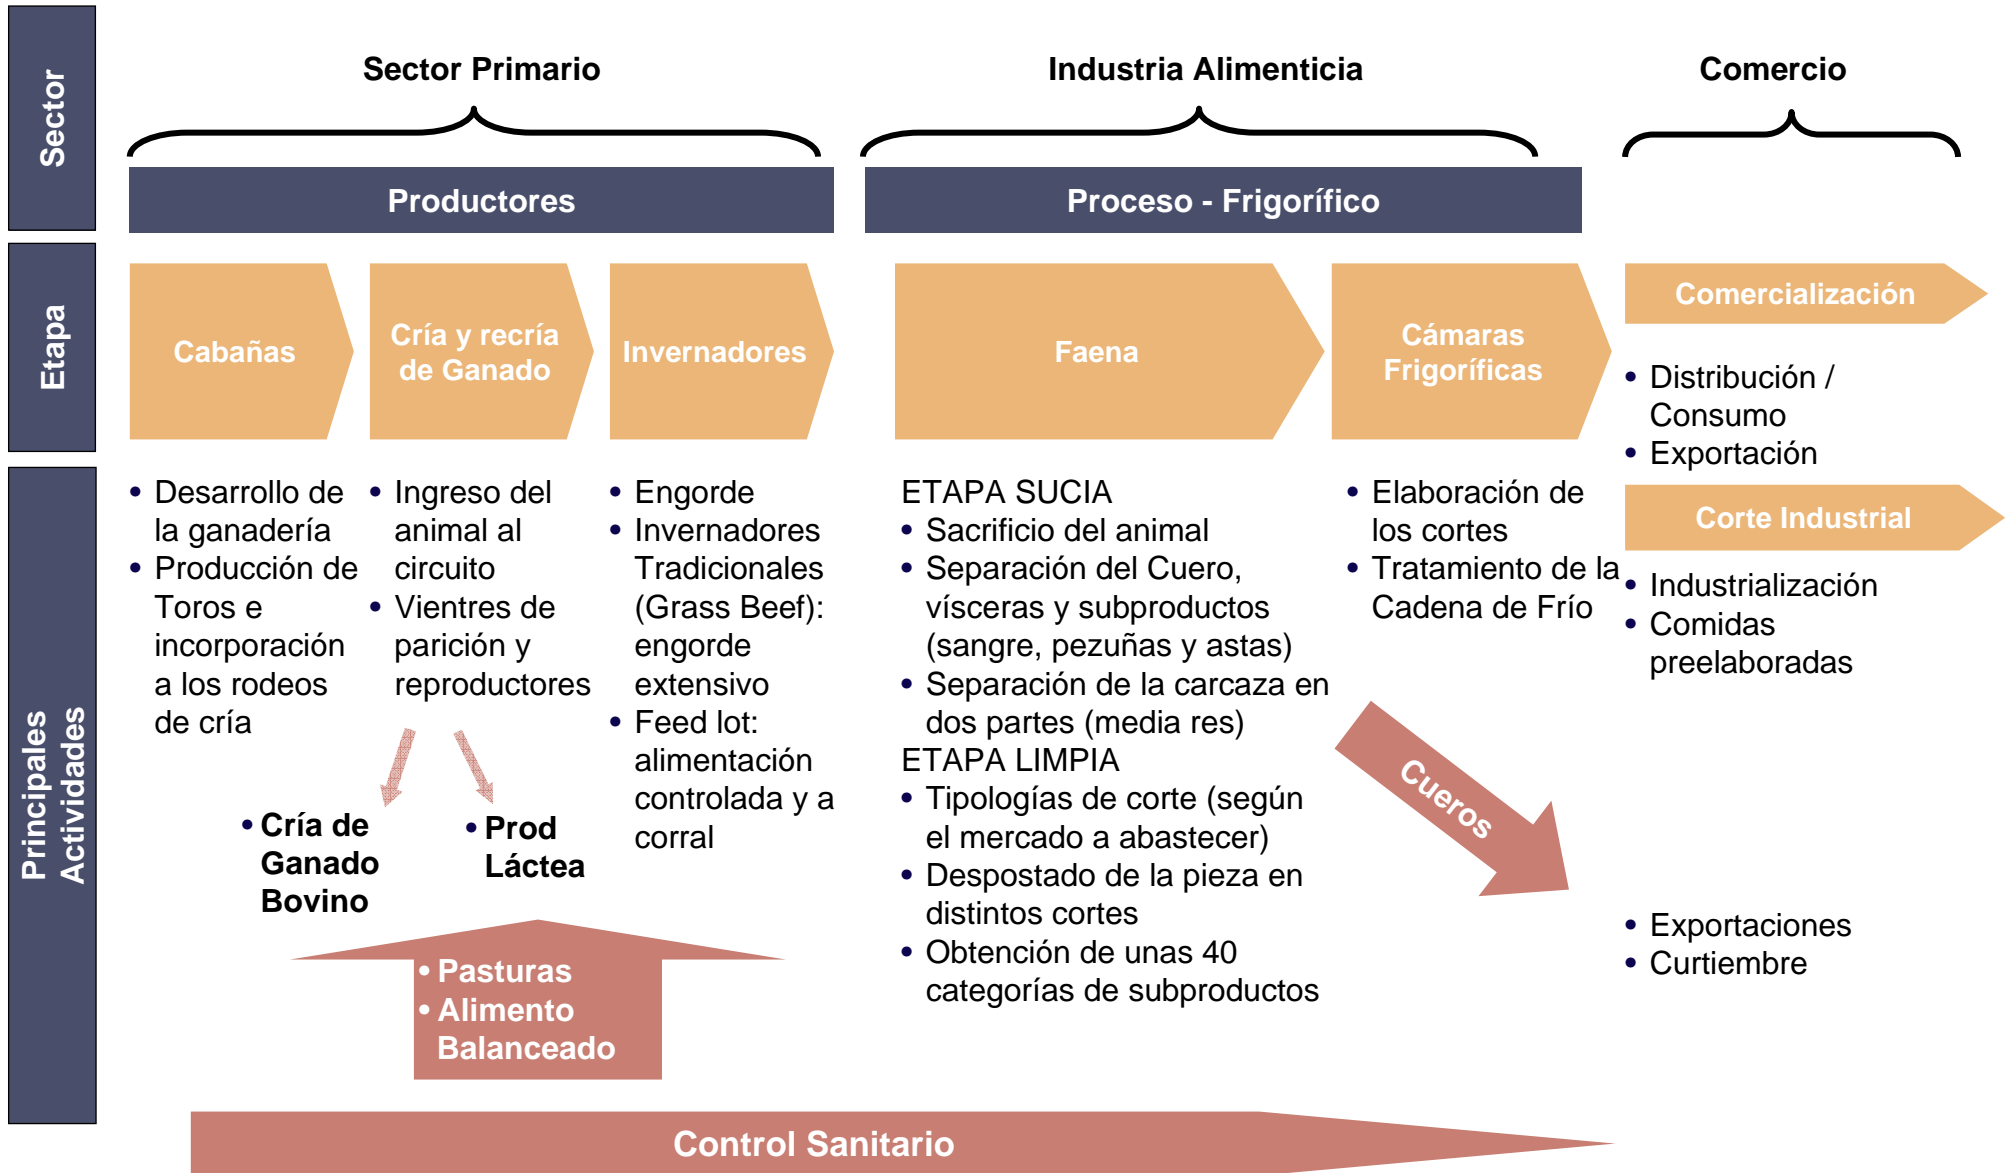 Sector
Sector Primario
Industria Alimenticia
Comercio
Productores
Proceso - Frigorífico
Etapa
Cabañas
Cría y recría
de Ganado
Invernadores
Faena
Cámaras
Frigoríficas
Comercialización
• Distribución /
Consumo
• Exportación
Corte Industrial
• Industrialización
• Comidas
preelaboradas
Principales
Actividades
• Desarrollo de
la ganadería
• Producción de
Toros e
incorporación
a los rodeos
de cría
• Ingreso del
animal al
circuito
• Vientres de
parición y
reproductores
• Cría de
Ganado
Bovino
• Prod
Láctea
• Engorde
• Invernadores
Tradicionales
(Grass Beef):
engorde
extensivo
• Feed lot:
alimentación
controlada y a
corral
ETAPA SUCIA
• Sacrificio del animal
• Separación del Cuero,
vísceras y subproductos
(sangre, pezuñas y astas)
• Separación de la carcaza en
dos partes (media res)
ETAPA LIMPIA
• Tipologías de corte (según
el mercado a abastecer)
• Despostado de la pieza en
distintos cortes
• Obtención de unas 40
categorías de subproductos
• Elaboración de
los cortes
• Tratamiento de la
Cadena de Frío
Cueros
• Exportaciones
• Curtiembre
• Pasturas
• Alimento
Balanceado
Control Sanitario